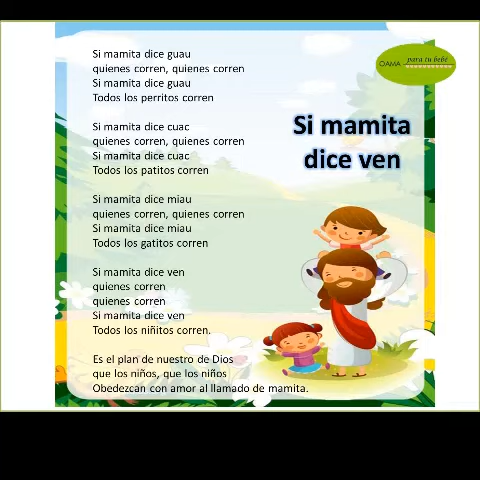 Si mamita dice guau
quienes corren, quienes corren
Si mamita dice guau
Todos los perritos corren
Si mamita dice cuac
quienes corren, quienes corren
Si mamita dice cuac
Todos los patitos corren
Si mamita dice miau
quienes corren, quienes corren
Si mamita dice miau
Todos los gatitos corren
Si mamita dice ven
quienes corren
quienes corren
Si mamita dice ven
Todos los niñitos corren.
Es el plan de nuestro de Dios
que los niños, que los niños
Obedezcan con amor al llamado de mamita.
DAMA para tu bebé
Si mamita
dice ven